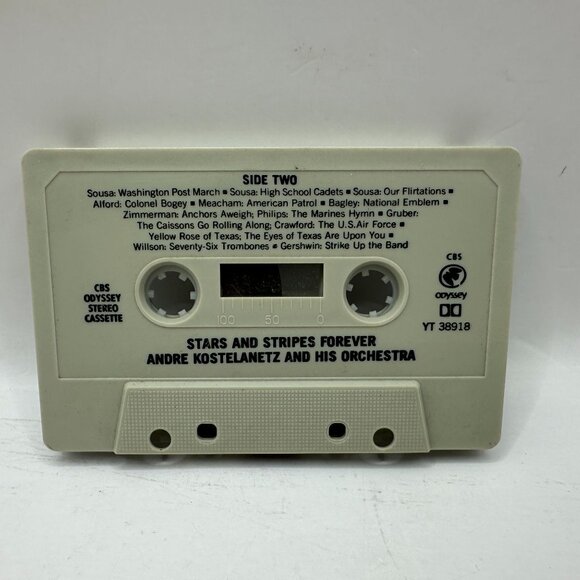 SIDE TWO
Sousa: Washington Post March ▪ Sousa: High School Cadets ▪ Sousa: Our Flirtations ▪
Alford: Colonel Bogey ▪ Meacham: American Patrol ▪ Bagley: National Emblem ▪
Zimmerman: Anchors Aweigh; Philips: The Marines Hymn ▪ Gruber:
The Caissons Go Rolling Along; Crawford: The U.S. Air Force ▪
Yellow Rose of Texas; The Eyes of Texas Are Upon You ▪
Willson: Seventy-Six Trombones ▪ Gershwin: Strike Up the Band
CBS
ODYSSEY
STEREO
CASSETTE
100 50 0
CBS
ODYSSEY
YT 38918
STARS AND STRIPES FOREVER
ANDRE KOSTELANETZ AND HIS ORCHESTRA